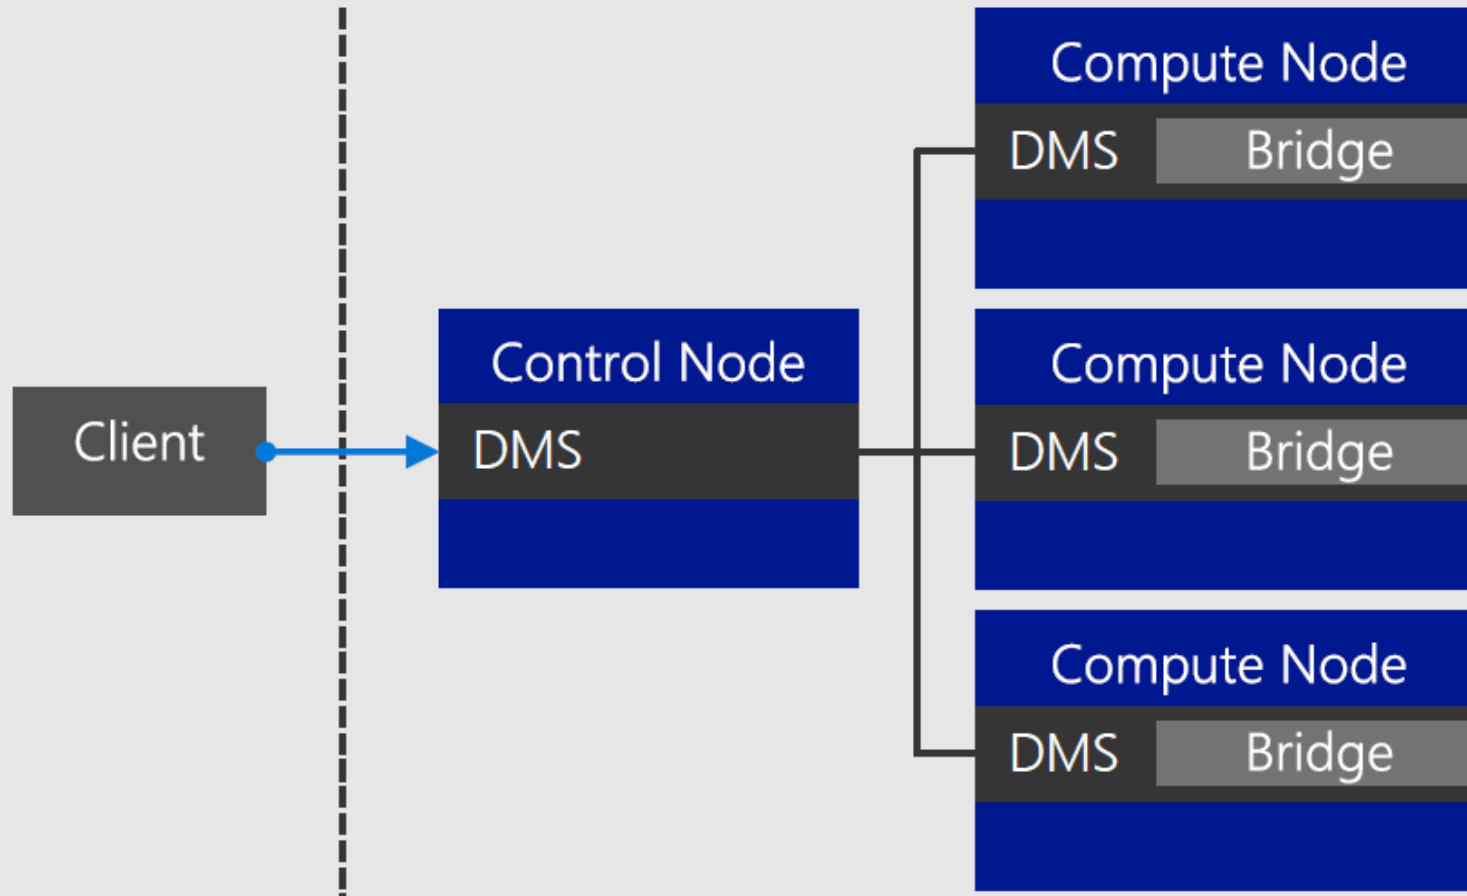 Compute Node
DMS Bridge
Control Node
Compute Node
Client
DMS
DMS Bridge
Compute Node
DMS Bridge